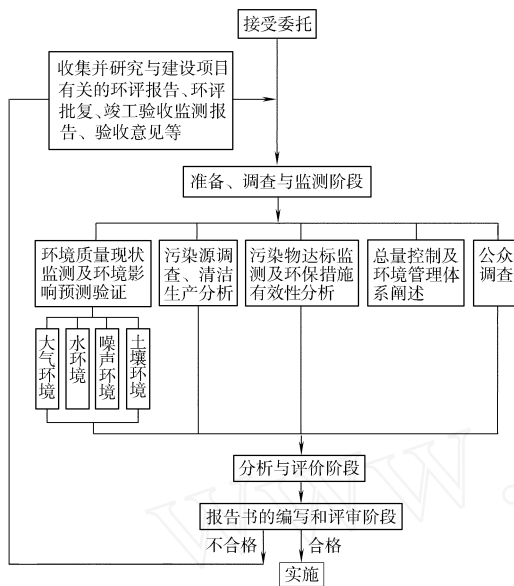 接受委托
收集并研究与建设项目
有关的环评报告、环评
批复、竣工验收监测报
告、验收意见等
准备、调查与监测阶段
环境质量现状
监测及环境影
响预测验证
污染源调
查、清洁
生产分析
污染物达标监
测及环保措施
有效性分析
总量控制及
环境管理体
系阐述
公众
调查
大气环境
水环境
噪声环境
土壤环境
分析与评价阶段
报告书的编写和评审阶段
不合格
合格
实施
WWW.